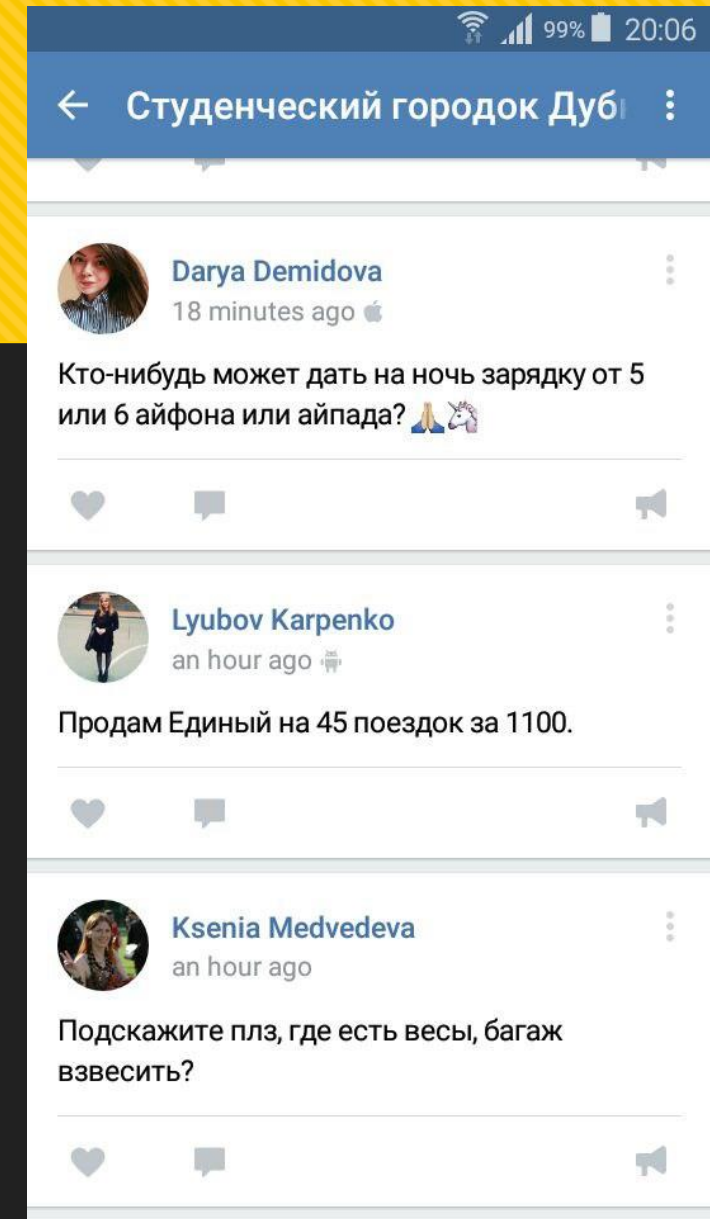 99% 20:06
Студенческий городок Дуб
Darya Demidova
18 minutes ago
Кто-нибудь может дать на ночь зарядку от 5
или 6 айфона или айпада? 🙏🦄
Lyubov Karpenko
an hour ago
Продам Единый на 45 поездок за 1100.
Ksenia Medvedeva
an hour ago
Подскажите плз, где есть весы, багаж
взвесить?